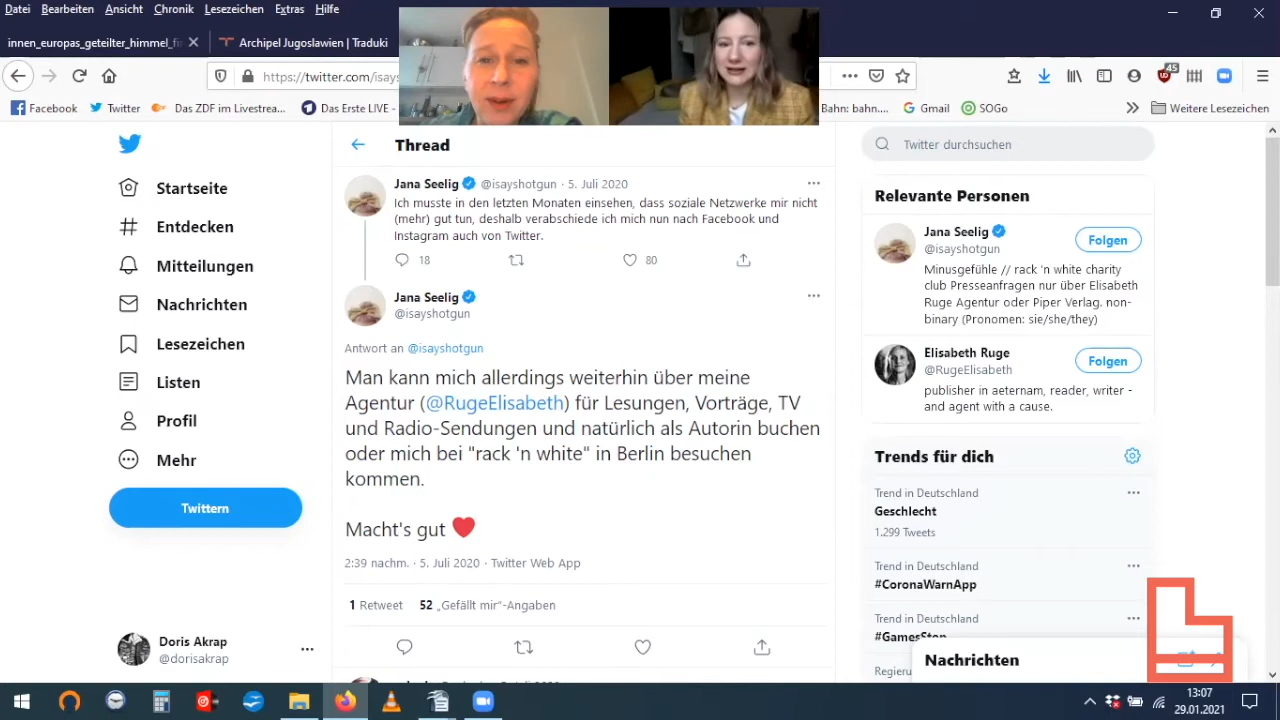 Datei Bearbeiten Ansicht Chronik Lesezeichen Extras Hilfe
innen_europas_geteilter_himmel_fi
Archipel Jugoslawien | Traduki
https://twitter.com/isays
45
Facebook Twitter Das ZDF im Livestrea... Das Erste LIVE - Bahn: bahn.... Gmail SOGo Weitere Lesezeichen
Startseite
Entdecken
Mitteilungen
Nachrichten
Lesezeichen
Listen
Profil
Mehr
Twittern
Doris Akrap
@dorisakrap
Thread
Jana Seelig @isayshotgun · 5. Juli 2020
Ich musste in den letzten Monaten einsehen, dass soziale Netzwerke mir nicht
(mehr) gut tun, deshalb verabschiede ich mich nun nach Facebook und
Instagram auch von Twitter.
18 80
Jana Seelig
@isayshotgun
Antwort an @isayshotgun
Man kann mich allerdings weiterhin über meine
Agentur (@RugeElisabeth) für Lesungen, Vorträge, TV
und Radio-Sendungen und natürlich als Autorin buchen
oder mich bei "rack 'n white" in Berlin besuchen
kommen.
Macht's gut ❤
2:39 nachm. · 5. Juli 2020 · Twitter Web App
1 Retweet 52 „Gefällt mir“-Angaben
Twitter durchsuchen
Relevante Personen
Jana Seelig
@isayshotgun
Folgen
Minusgefühle // rack 'n white charity
club Presseanfragen nur über Elisabeth
Ruge Agentur oder Piper Verlag. non-
binary (Pronomen: sie/she/they)
Elisabeth Ruge
@RugeElisabeth
Folgen
publisher in aeternam, reader, writer -
and agent with a cause.
Trends für dich
Trend in Deutschland
Geschlecht
1.299 Tweets
Trend in Deutschland
#CoronaWarnApp
Trend in Deutschland
#GamesStop
Regieru
Nachrichten
13:07
29.01.2021